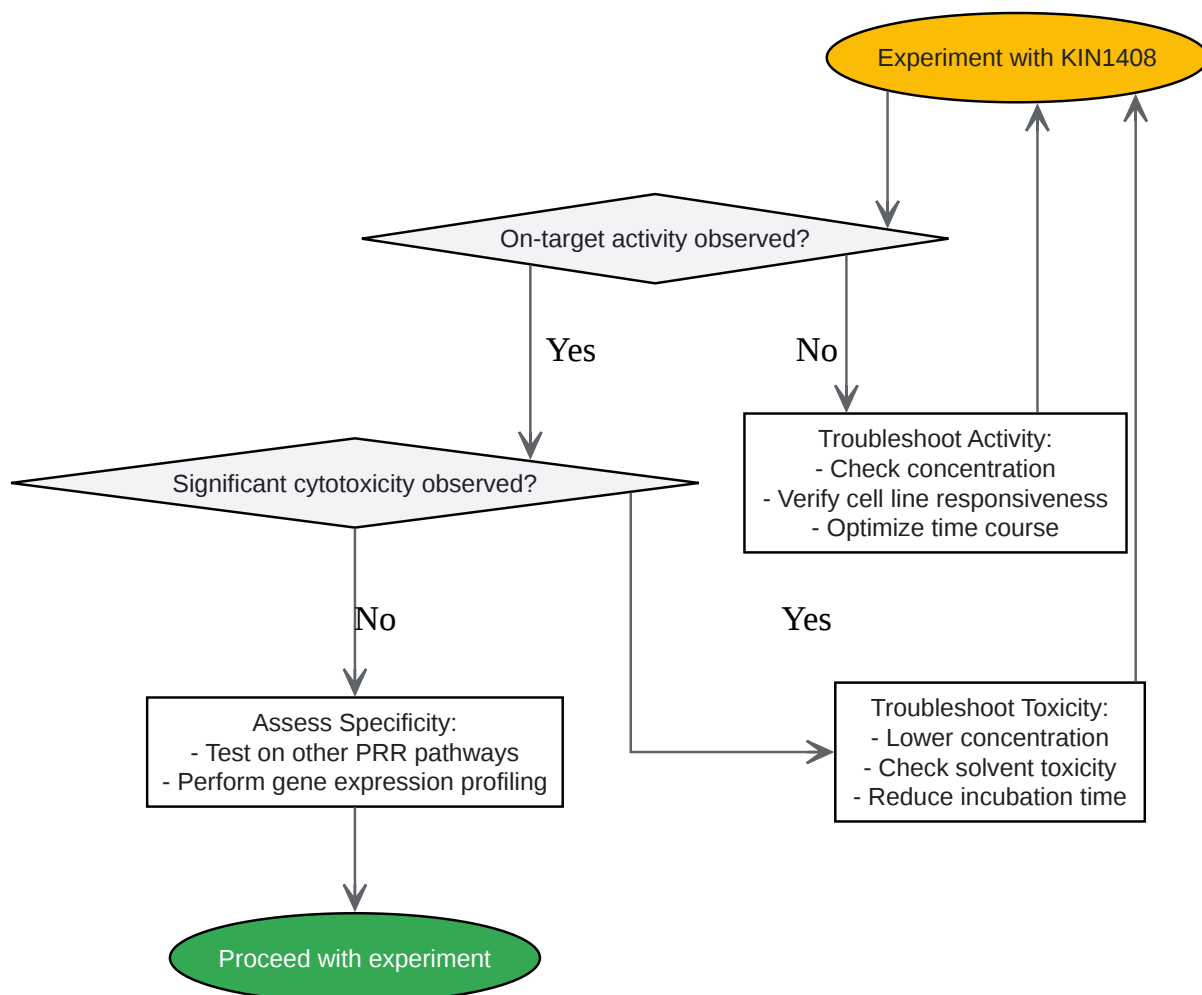 Experiment with KIN1408
On-target activity observed?
Yes
No
Troubleshoot Activity:
- Check concentration
- Verify cell line responsiveness
- Optimize time course
Significant cytotoxicity observed?
No
Yes
Assess Specificity:
- Test on other PRR pathways
- Perform gene expression profiling
Troubleshoot Toxicity:
- Lower concentration
- Check solvent toxicity
- Reduce incubation time
Proceed with experiment